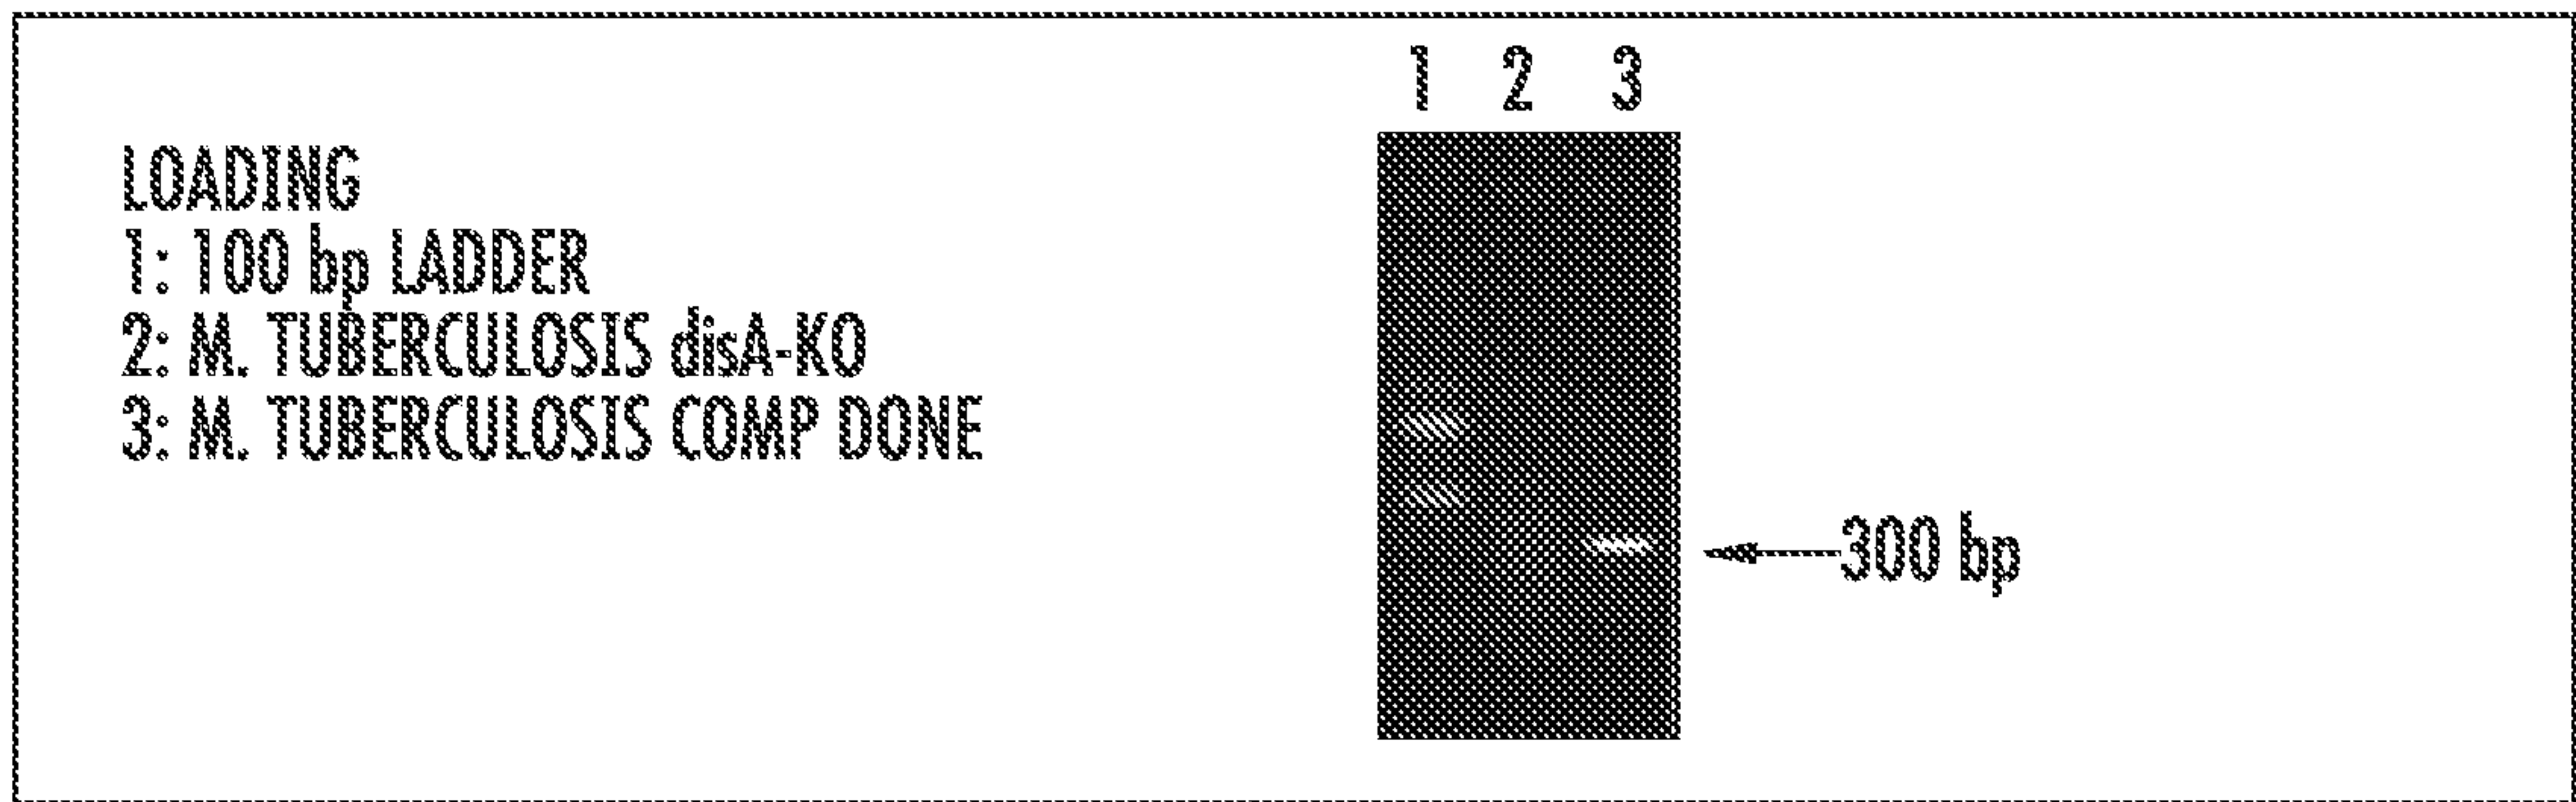 LOADING
1: 100 bp LADDER
2: M. TUBERCULOSIS disA-KO
3: M. TUBERCULOSIS COMP DONE
1 2 3
300 bp